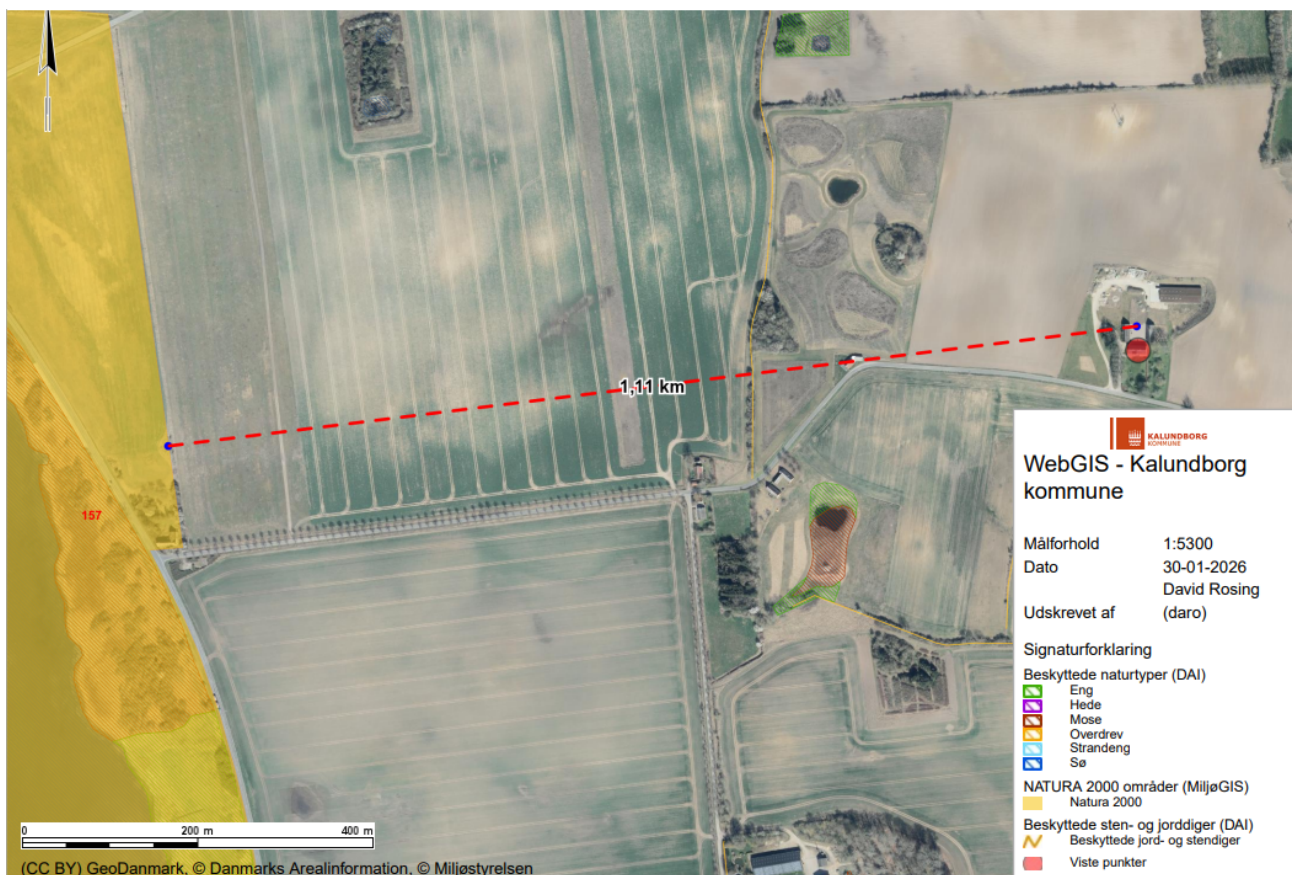 1,11 km
157
KALUNDBORG
KOMMUNE
WebGIS - Kalundborg
kommune
Målforhold 1:5300
Dato 30-01-2026
David Rosing
Udskrevet af (daro)
Signaturforklaring
Beskyttede naturtyper (DAI)
Eng
Hede
Mose
Overdrev
Strandeng
Sø
NATURA 2000 områder (MiljøGIS)
Natura 2000
Beskyttede sten- og jorddiger (DAI)
Beskyttede jord- og stendiger
Viste punkter
0 200 m 400 m
(CC BY) GeoDanmark, © Danmarks Arealinformation, © Miljøstyrelsen